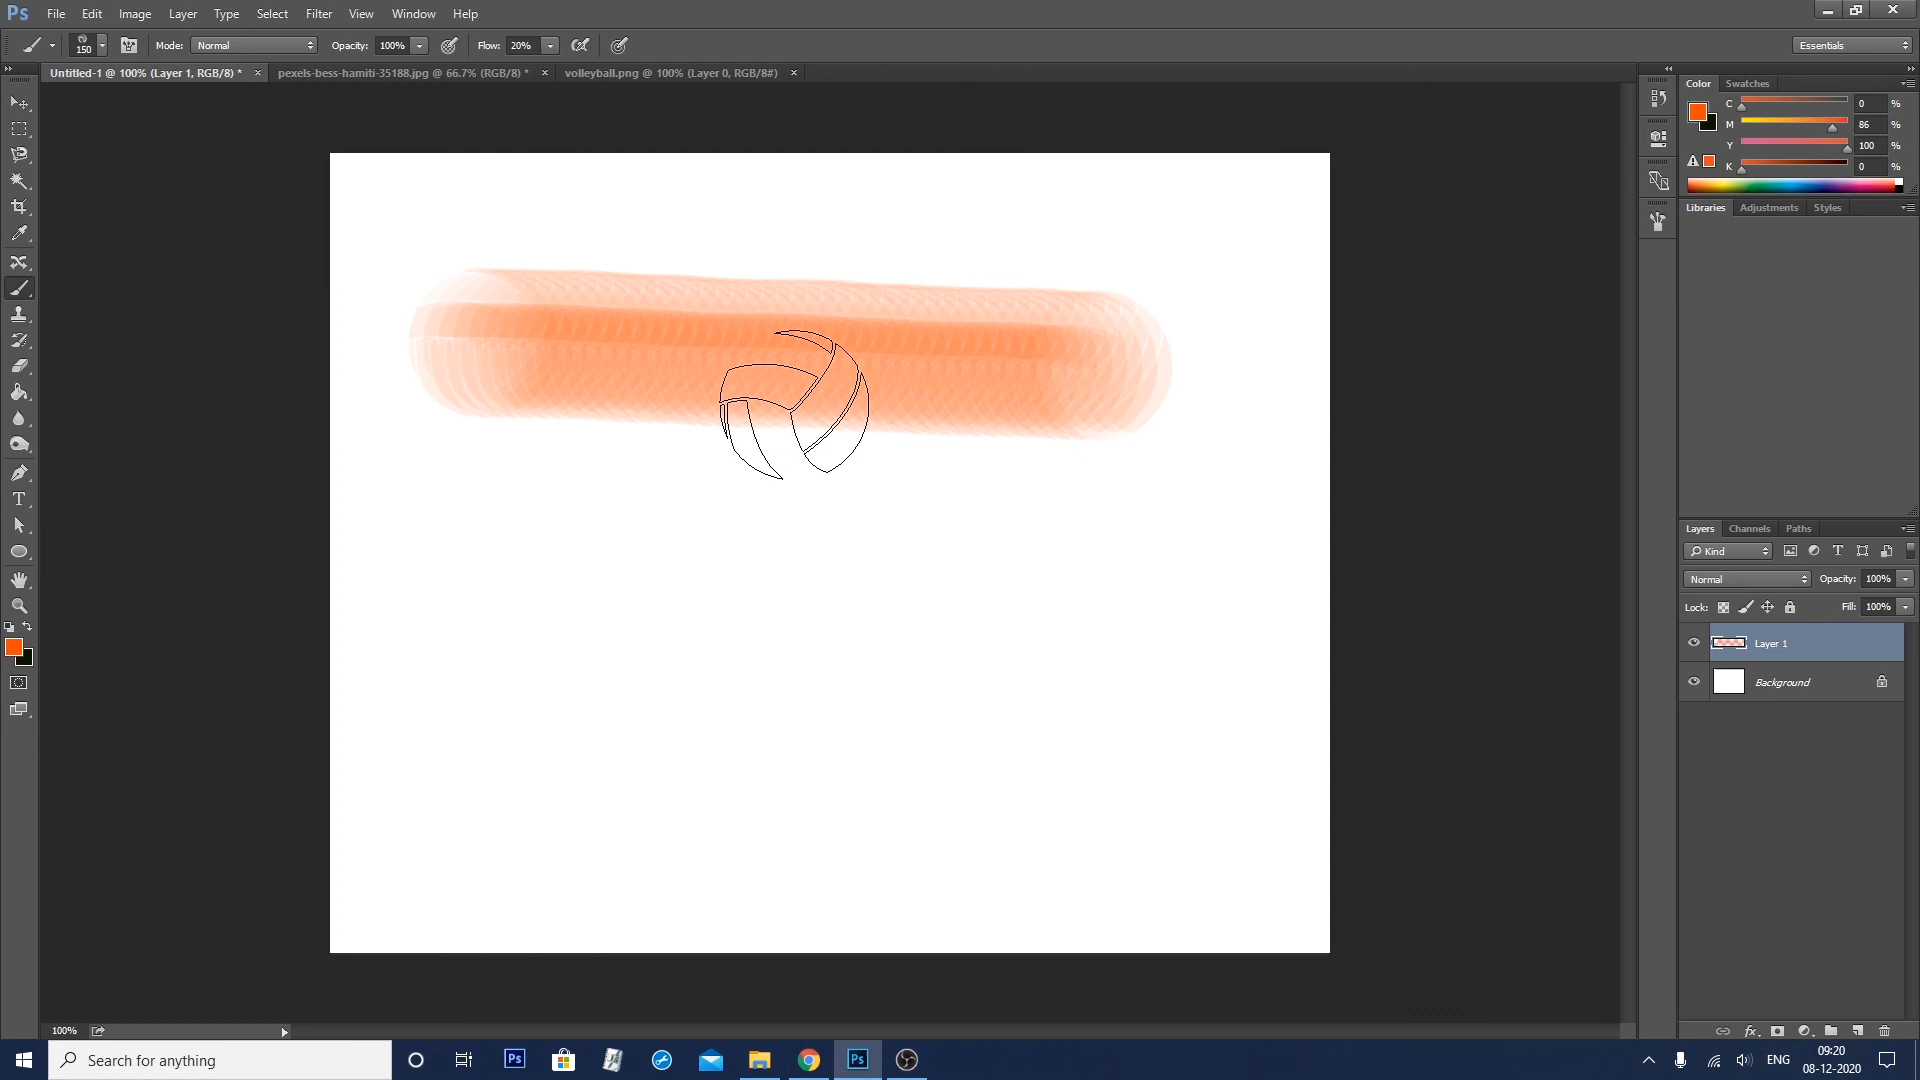 Ps File Edit Image Layer Type Select Filter View Window Help
150 Mode: Normal Opacity: 100% Flow: 20% Essentials
Untitled-1 @ 100% (Layer 1, RGB/8) * × pexels-bess-hamiti-35188.jpg @ 66.7% (RGB/8) * × volleyball.png @ 100% (Layer 0, RGB/8#) ×
Color Swatches
C 0 %
M 86 %
Y 100 %
K 0 %
Libraries Adjustments Styles
T
Layers Channels Paths
Kind T
Normal Opacity: 100%
Lock: Fill: 100%
Layer 1
Background
fx
100%
Search for anything Ps Ps ENG
09:20
08-12-2020